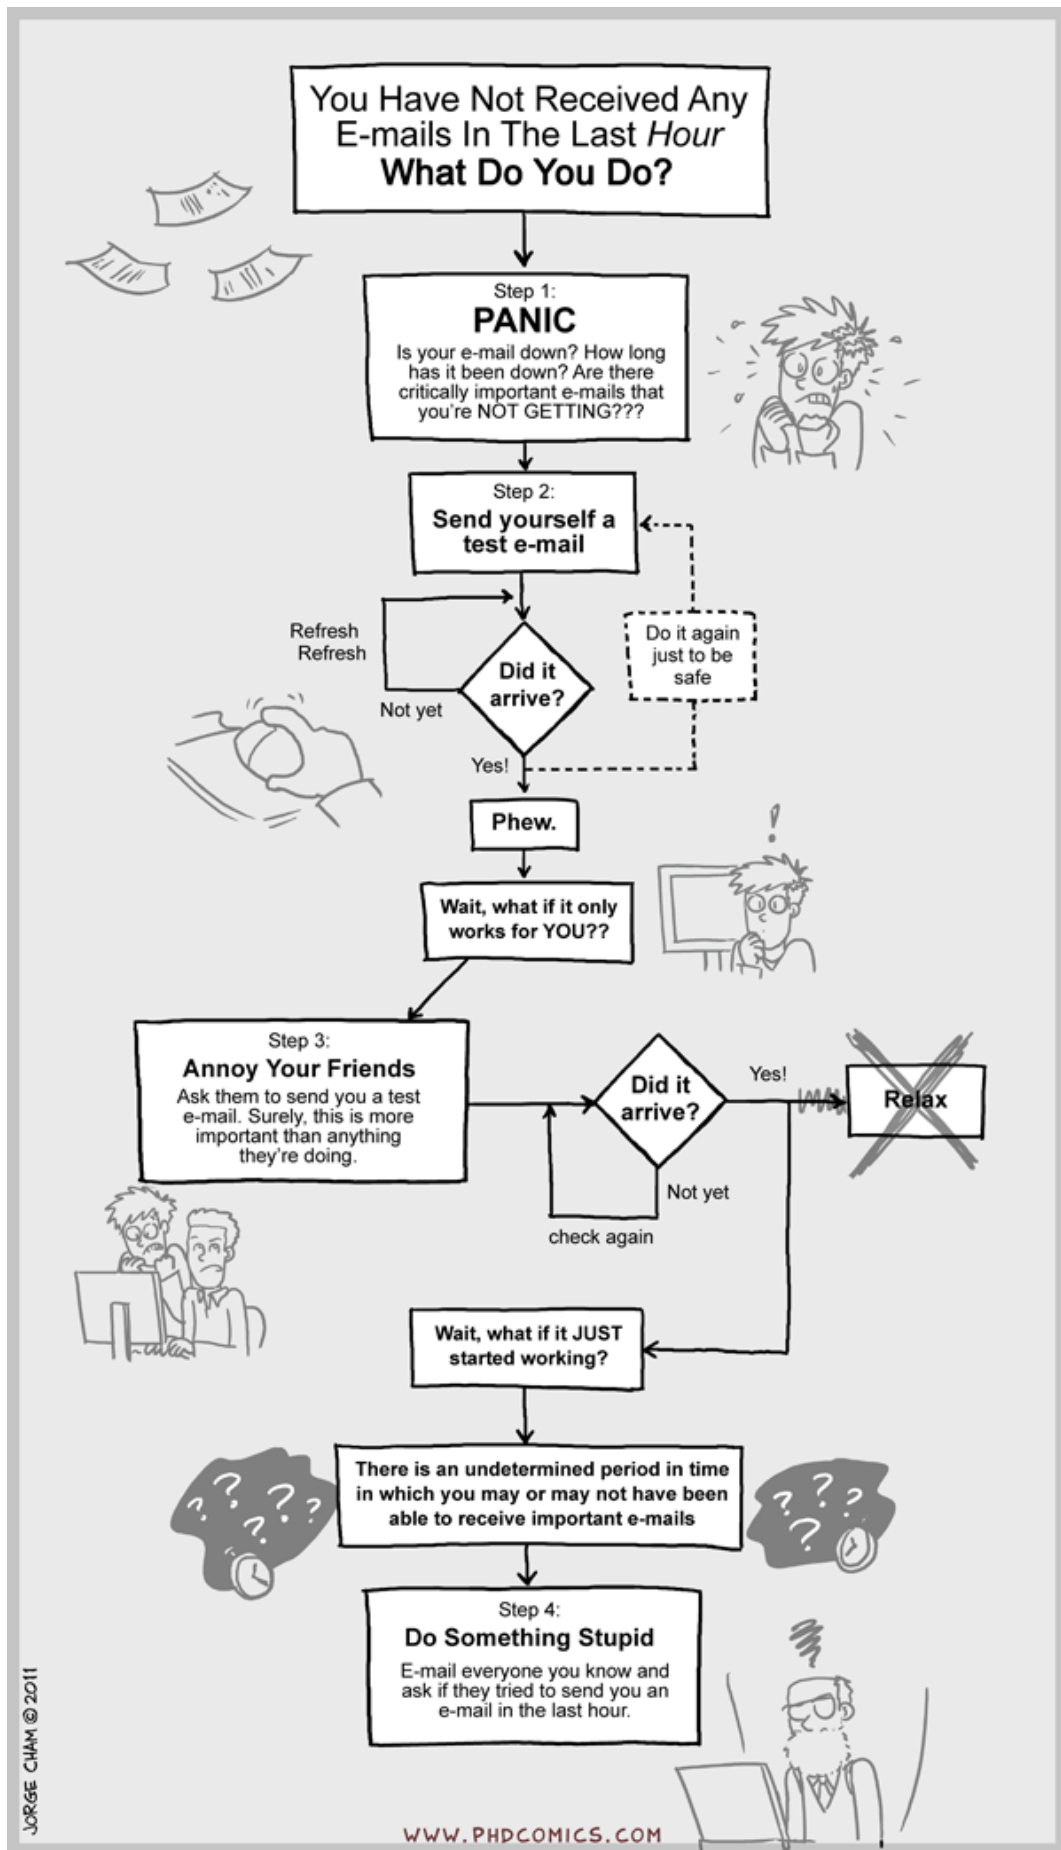 You Have Not Received Any
E-mails In The Last Hour
What Do You Do?
Step 1:
PANIC
Is your e-mail down? How long
has it been down? Are there
critically important e-mails that
you're NOT GETTING???
Step 2:
Send yourself a
test e-mail
Refresh
Refresh
Did it
arrive?
Do it again
just to be
safe
Not yet
Yes!
Phew.
!
Wait, what if it only
works for YOU??
Step 3:
Annoy Your Friends
Ask them to send you a test
e-mail. Surely, this is more
important than anything
they're doing.
Did it
arrive?
Yes!
Relax
Not yet
check again
Wait, what if it JUST
started working?
There is an undetermined period in time
in which you may or may not have been
able to receive important e-mails
? ? ? ? ?
? ? ? ?
Step 4:
Do Something Stupid
E-mail everyone you know and
ask if they tried to send you an
e-mail in the last hour.
JORGE CHAM © 2011
WWW.PHDCOMICS.COM